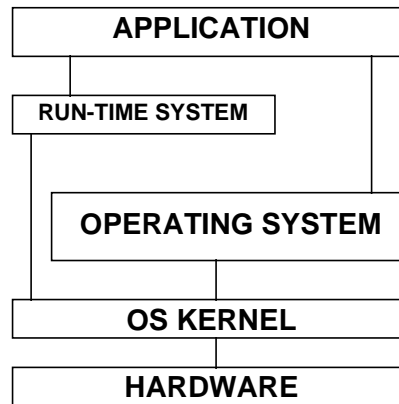 APPLICATION
RUN-TIME SYSTEM
OPERATING SYSTEM
OS KERNEL
HARDWARE